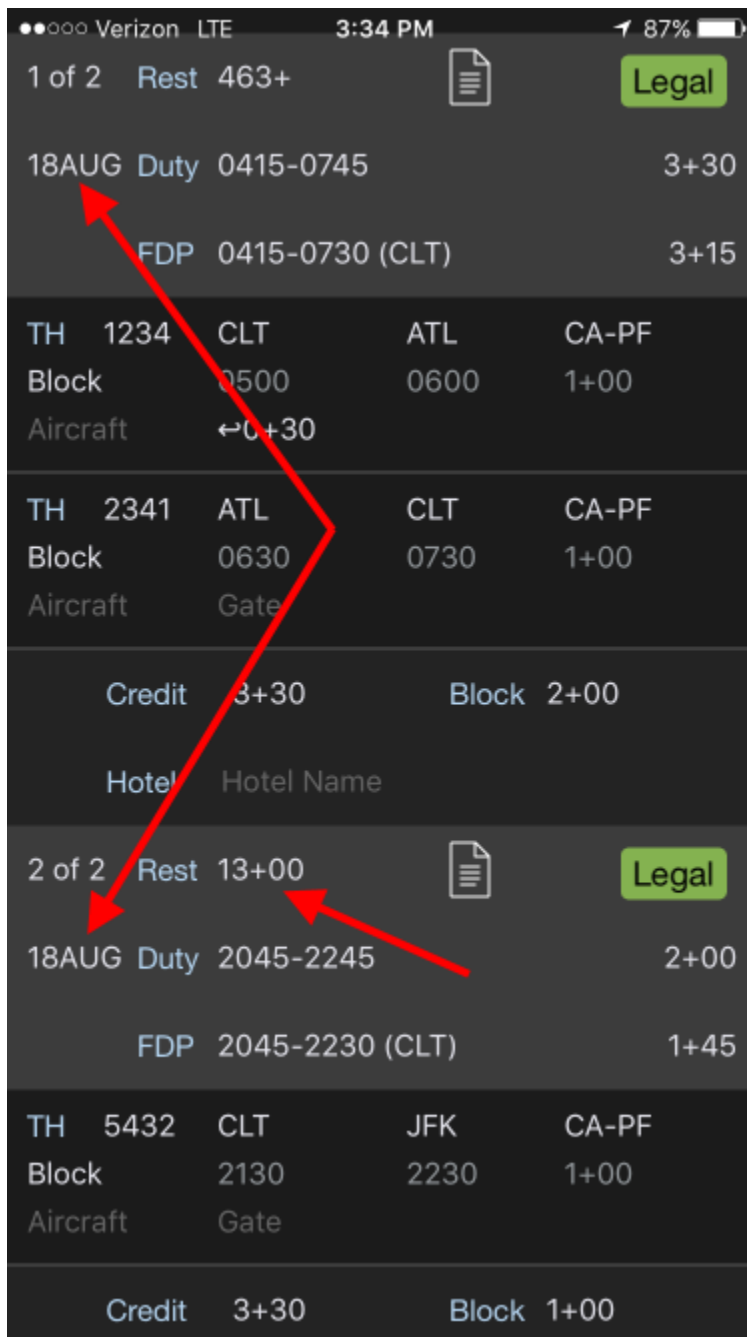 Verizon LTE 3:34 PM 87%
1 of 2 Rest 463+ Legal
18AUG Duty 0415-0745 3+30
FDP 0415-0730 (CLT) 3+15
TH 1234 CLT ATL CA-PF
Block 0500 0600 1+00
Aircraft ↩0+30
TH 2341 ATL CLT CA-PF
Block 0630 0730 1+00
Aircraft Gate
Credit 3+30 Block 2+00
Hotel Hotel Name
2 of 2 Rest 13+00 Legal
18AUG Duty 2045-2245 2+00
FDP 2045-2230 (CLT) 1+45
TH 5432 CLT JFK CA-PF
Block 2130 2230 1+00
Aircraft Gate
Credit 3+30 Block 1+00